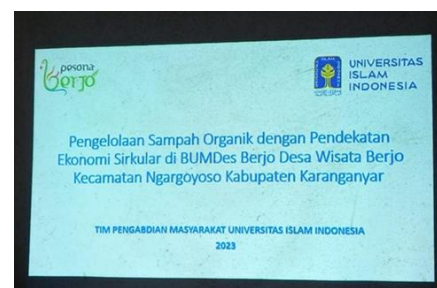 pesona
Berjo
UNIVERSITAS
ISLAM
INDONESIA
Pengelolaan Sampah Organik dengan Pendekatan
Ekonomi Sirkular di BUMDes Berjo Desa Wisata Berjo
Kecamatan Ngargoyoso Kabupaten Karanganyar
TIM PENGABDIAN MASYARAKAT UNIVERSITAS ISLAM INDONESIA
2023